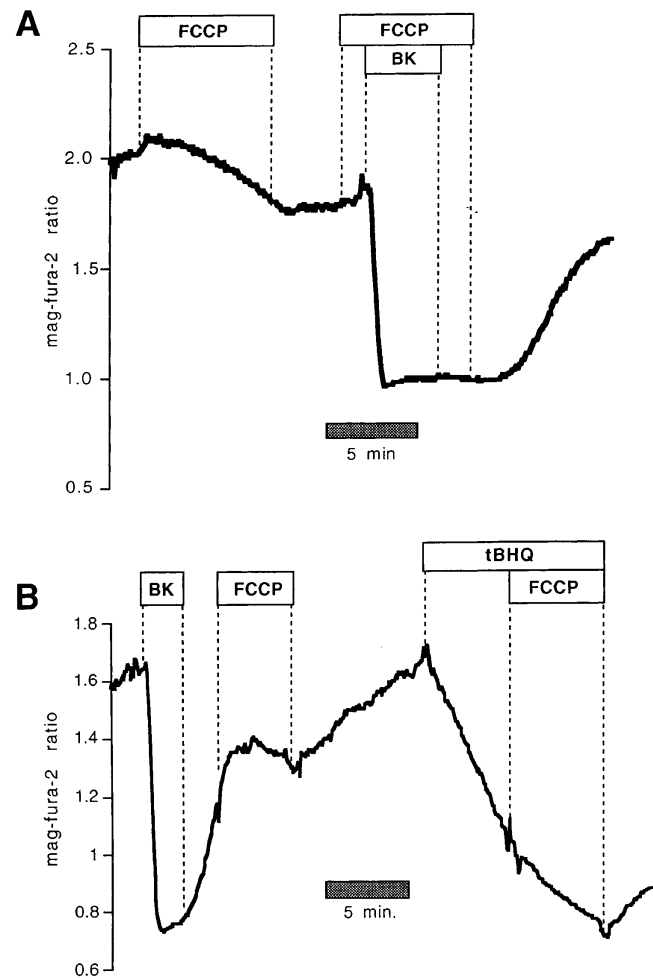 A
FCCP
FCCP
BK
2.5
2.0
1.5
1.0
0.5
mag-fura-2 ratio
5 min
B
BK
FCCP
tBHQ
FCCP
1.8
1.6
1.4
1.2
1
0.8
0.6
mag-fura-2 ratio
5 min.